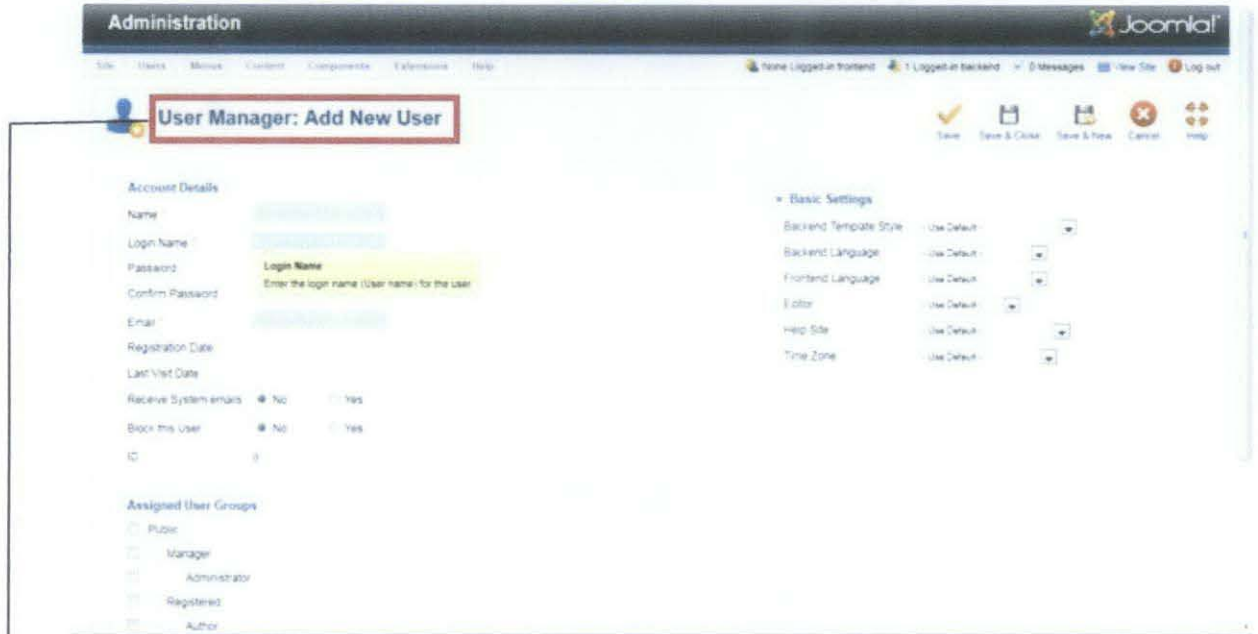 Administration
Joomla!
Site Users Menus Content Components Extensions Help
None Logged-in frontend 1 Logged-in backend 0 Messages View Site Log out
User Manager: Add New User
Save Save & Close Save & New Cancel Help
Account Details
Name
Login Name
Password
Login Name
Enter the login name (User name) for the user
Confirm Password
Email
Registration Date
Last Visit Date
Receive System emails No Yes
Block this User No Yes
ID 0
Assigned User Groups
Public
Manager
Administrator
Registered
Author
Basic Settings
Backend Template Style - Use Default -
Backend Language - Use Default -
Frontend Language - Use Default -
Editor - Use Default -
Help Site - Use Default -
Time Zone - Use Default -